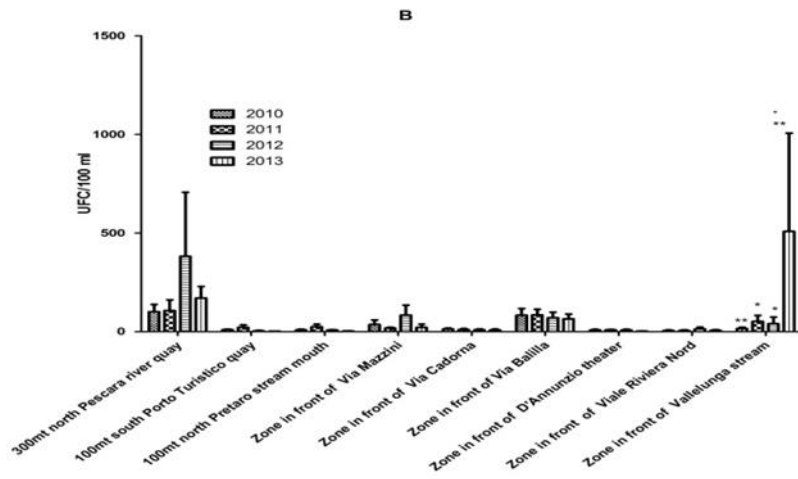 B
1500
1000
500
0
UFC/100 ml
2010
2011
2012
2013
**
*
*
**
300mt north Pescara river quay
100mt south Porto Turistico quay
100mt north Pretaro stream mouth
Zone in front of Via Mazzini
Zone in front of Via Cadorna
Zone in front of Via Balilla
Zone in front of D'Annunzio theater
Zone in front of Viale Riviera Nord
Zone in front of Vallelunga stream